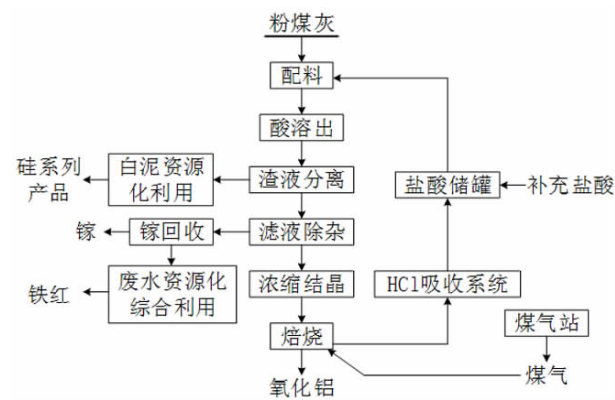 粉煤灰
配料
酸溶出
硅系列
产品
白泥资源
化利用
渣液分离
盐酸储罐
补充盐酸
镓
镓回收
滤液除杂
铁红
废水资源化
综合利用
浓缩结晶
HCl吸收系统
煤气站
焙烧
氧化铝
煤气